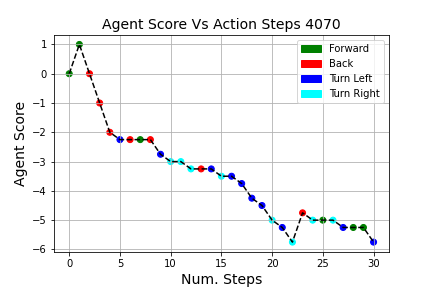 Agent Score Vs Action Steps 4070
Forward
Back
Turn Left
Turn Right
Agent Score
1
0
−1
−2
−3
−4
−5
−6
0 5 10 15 20 25 30
Num. Steps